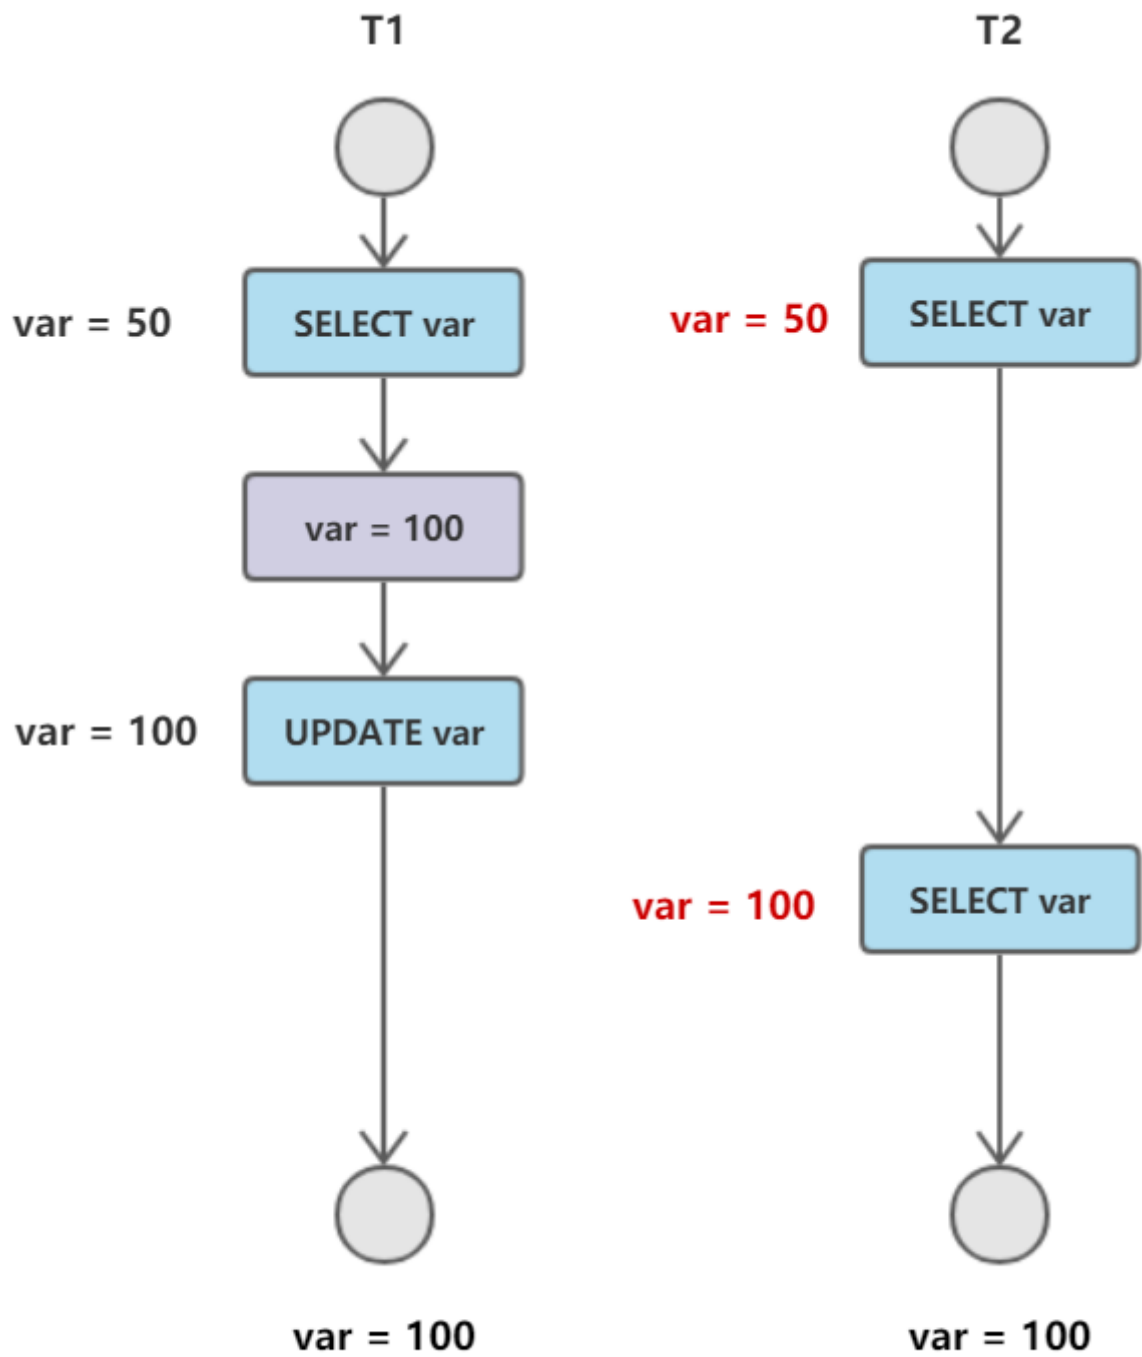 T1
T2
SELECT var
var = 50
SELECT var
var = 50
var = 100
UPDATE var
var = 100
SELECT var
var = 100
var = 100
var = 100